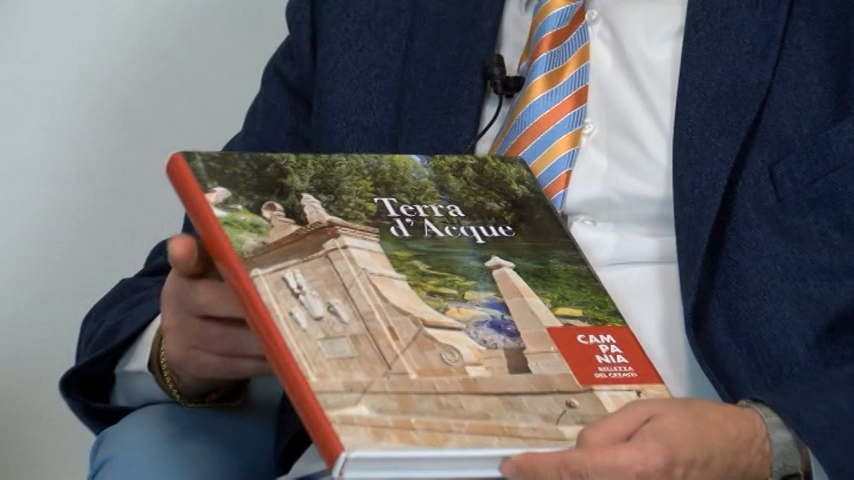 Terra
d'Acque
CAM
PA
NIA
BELLEZZA
DEL CREATO